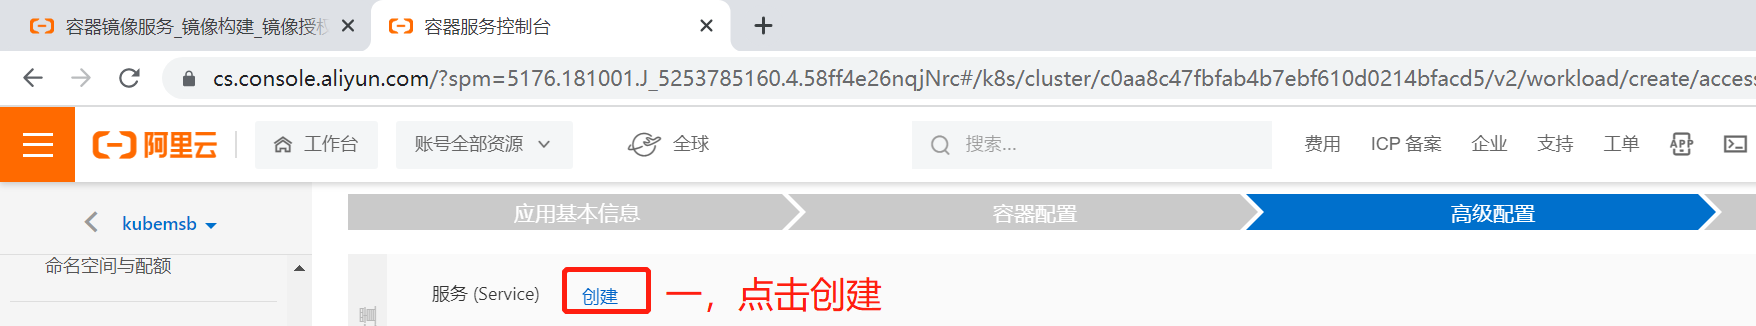 容器镜像服务_镜像构建_镜像授权
容器服务控制台
cs.console.aliyun.com/?spm=5176.181001.J_5253785160.4.58ff4e26nqjNrc#/k8s/cluster/c0aa8c47fbfab4b7ebf610d0214bfacd5/v2/workload/create/access
阿里云 工作台 账号全部资源 全球 搜索... 费用 ICP 备案 企业 支持 工单 APP
kubemsb 应用基本信息 容器配置 高级配置
命名空间与配额
服务 (Service) 创建 一，点击创建